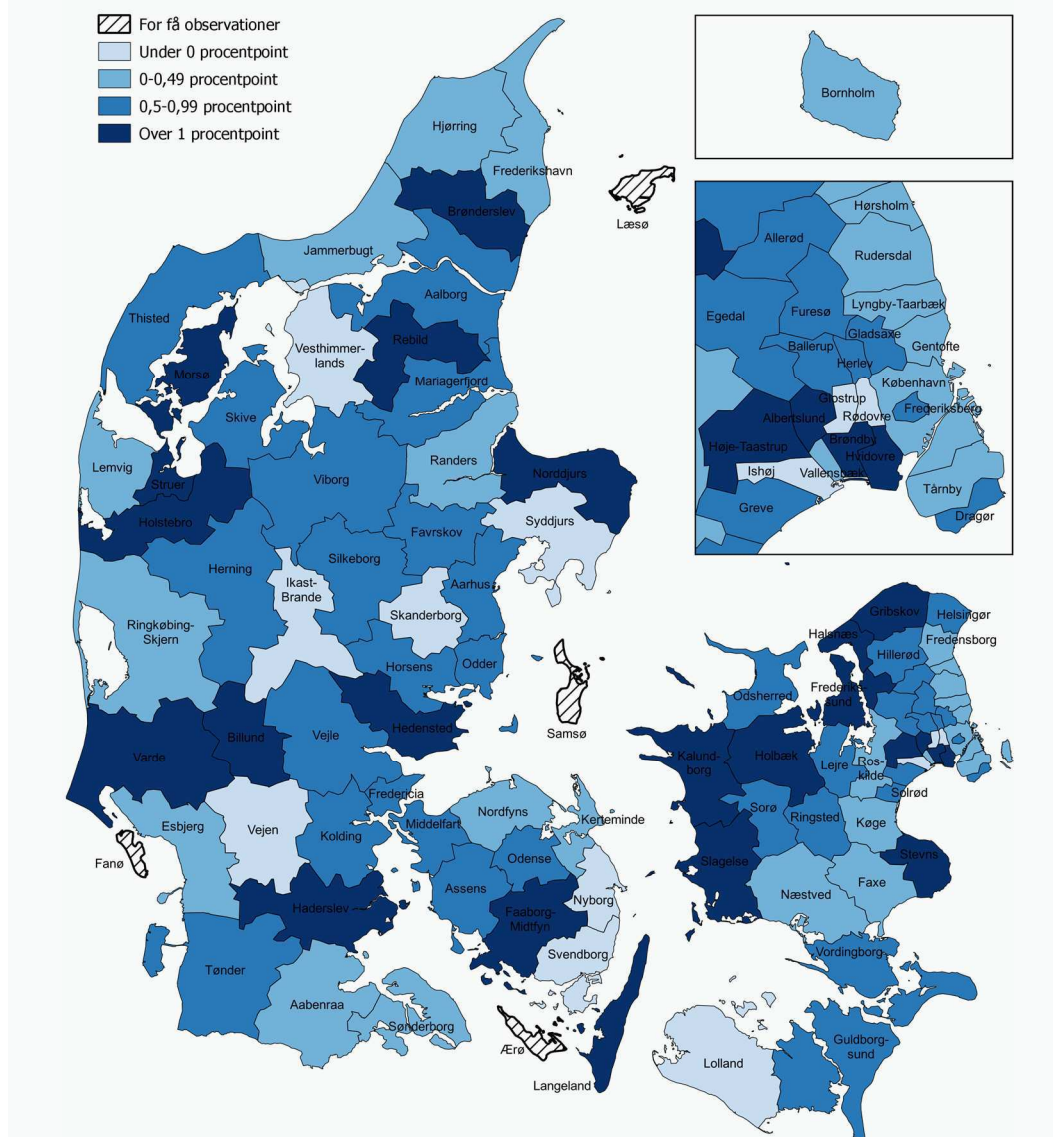 For få observationer
Under 0 procentpoint
0-0,49 procentpoint
0,5-0,99 procentpoint
Over 1 procentpoint
Bornholm
Hjørring
Frederikshavn
Brønderslev
Læsø
Jammerbugt
Aalborg
Thisted
Vesthimmer-
lands
Rebild
Morsø
Mariagerfjord
Skive
Lemvig
Randers
Norddjurs
Struer
Viborg
Holstebro
Syddjurs
Favrskov
Silkeborg
Herning
Ikast-
Brande
Aarhus
Skanderborg
Ringkøbing-
Skjern
Horsens
Odder
Samsø
Hedensted
Billund
Vejle
Varde
Fredericia
Esbjerg
Vejen
Kolding
Middelfart
Nordfyns
Kerteminde
Fanø
Odense
Assens
Nyborg
Haderslev
Faaborg-
Midtfyn
Svendborg
Tønder
Aabenraa
Sønderborg
Ærø
Langeland
Hørsholm
Allerød
Rudersdal
Lyngby-Taarbæk
Egedal
Furesø
Gladsaxe
Gentofte
Ballerup
Herlev
København
Glostrup
Frederiksberg
Albertslund
Rødovre
Høje-Taastrup
Brøndby
Hvidovre
Ishøj
Vallensbæk
Tårnby
Greve
Dragør
Gribskov
Helsingør
Halsnæs
Fredensborg
Hillerød
Odsherred
Frederiks-
sund
Kalund-
borg
Holbæk
Lejre
Ros-
kilde
Solrød
Sorø
Ringsted
Køge
Slagelse
Stevns
Næstved
Faxe
Vordingborg
Guldborg-
sund
Lolland